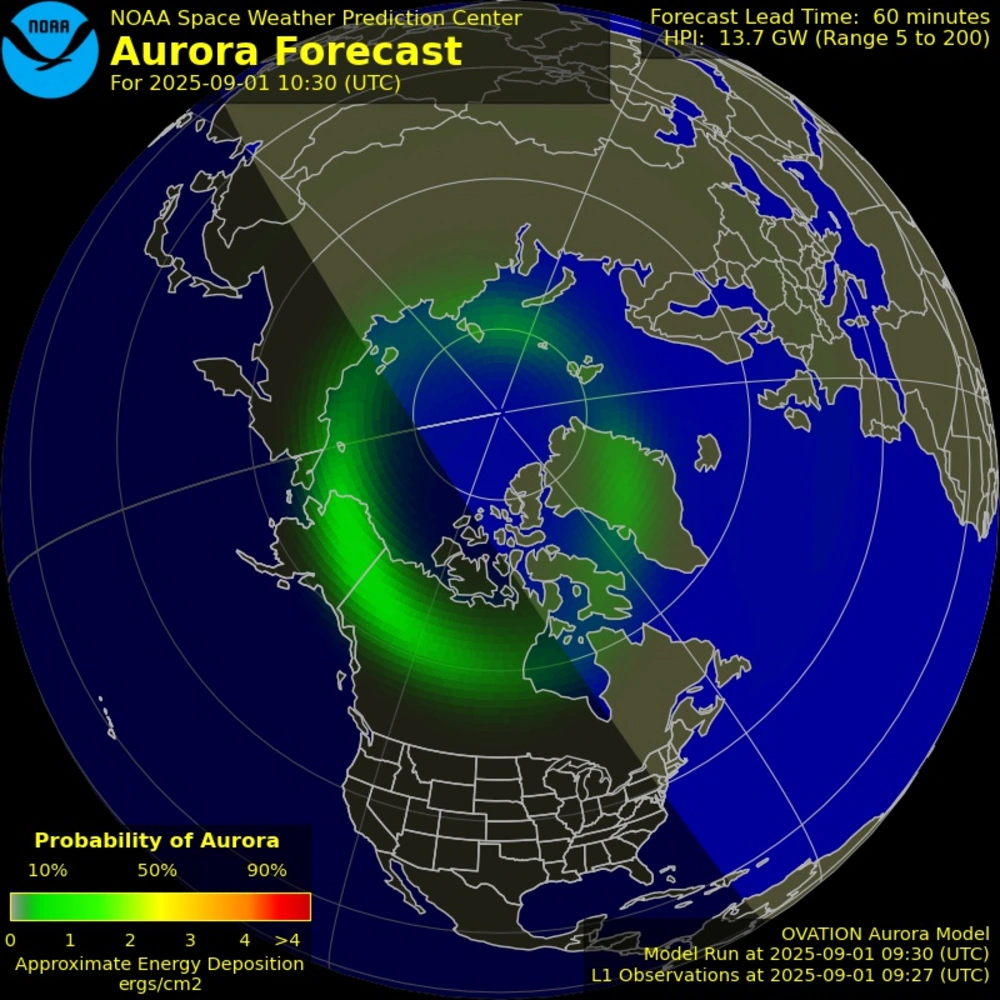 NOAA
NOAA Space Weather Prediction Center
Aurora Forecast
For 2025-09-01 10:30 (UTC)
Forecast Lead Time: 60 minutes
HPI: 13.7 GW (Range 5 to 200)
Probability of Aurora
10% 50% 90%
0 1 2 3 4 >4
Approximate Energy Deposition
ergs/cm2
OVATION Aurora Model
Model Run at 2025-09-01 09:30 (UTC)
L1 Observations at 2025-09-01 09:27 (UTC)